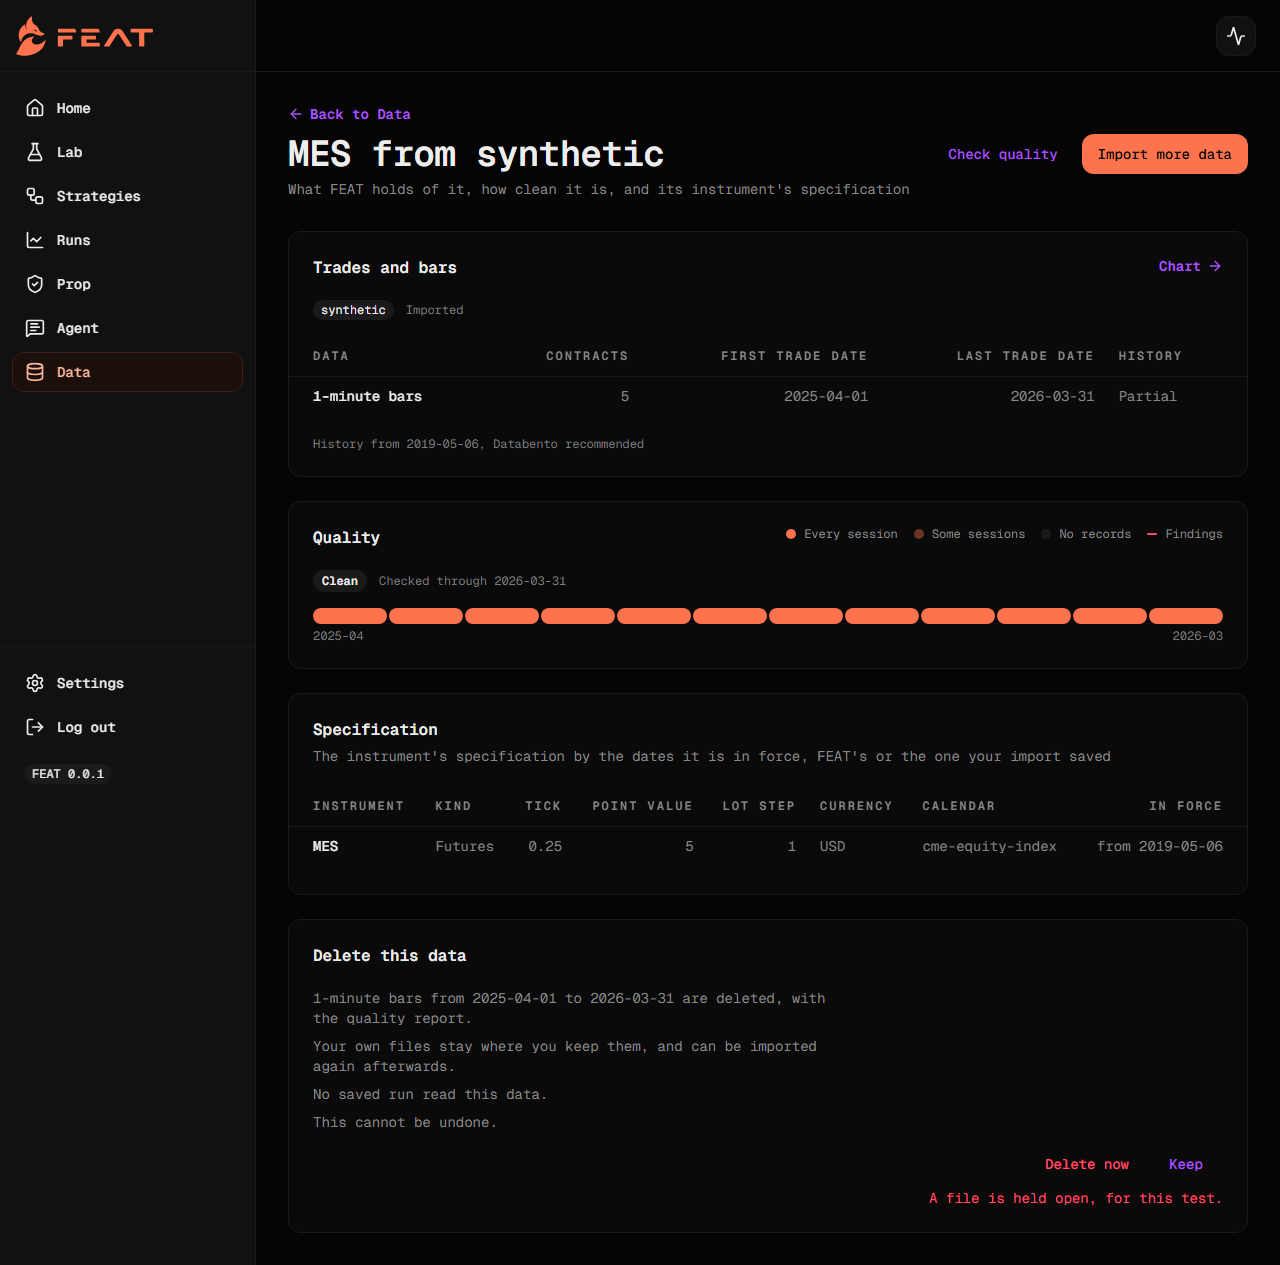 FEAT
Home
Lab
Strategies
Runs
Prop
Agent
Data
Settings
Log out
FEAT 0.0.1
← Back to Data
MES from synthetic
What FEAT holds of it, how clean it is, and its instrument's specification
Check quality
Import more data
Trades and bars
Chart →
synthetic Imported
DATA CONTRACTS FIRST TRADE DATE LAST TRADE DATE HISTORY
1-minute bars 5 2025-04-01 2026-03-31 Partial
History from 2019-05-06, Databento recommended
Quality
Every session Some sessions No records Findings
Clean Checked through 2026-03-31
2025-04 2026-03
Specification
The instrument's specification by the dates it is in force, FEAT's or the one your import saved
INSTRUMENT KIND TICK POINT VALUE LOT STEP CURRENCY CALENDAR IN FORCE
MES Futures 0.25 5 1 USD cme-equity-index from 2019-05-06
Delete this data
1-minute bars from 2025-04-01 to 2026-03-31 are deleted, with
the quality report.
Your own files stay where you keep them, and can be imported
again afterwards.
No saved run read this data.
This cannot be undone.
Delete now Keep
A file is held open, for this test.